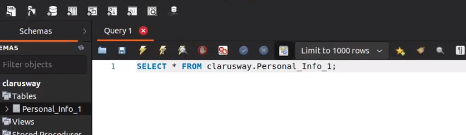 Schemas
Query 1
EMAS
Limit to 1000 rows
Filter objects
1 SELECT * FROM clarusway.Personal_Info_1;
clarusway
Tables
Personal_Info_1
Views
Stored Procedures